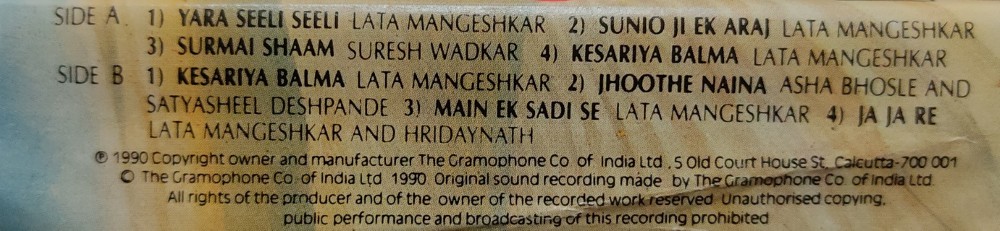 SIDE A. 1) YARA SEELI SEELI LATA MANGESHKAR 2) SUNIO JI EK ARAJ LATA MANGESHKAR
3) SURMAI SHAAM SURESH WADKAR 4) KESARIYA BALMA LATA MANGESHKAR
SIDE B 1) KESARIYA BALMA LATA MANGESHKAR 2) JHOOTHE NAINA ASHA BHOSLE AND
SATYASHEEL DESHPANDE 3) MAIN EK SADI SE LATA MANGESHKAR 4) JA JA RE
LATA MANGESHKAR AND HRIDAYNATH
℗ 1990 Copyright owner and manufacturer The Gramophone Co of India Ltd., 5 Old Court House St, Calcutta-700 001
© The Gramophone Co. of India Ltd 1990. Original sound recording made by The Gramophone Co. of India Ltd.
All rights of the producer and of the owner of the recorded work reserved Unauthorised copying,
public performance and broadcasting of this recording prohibited